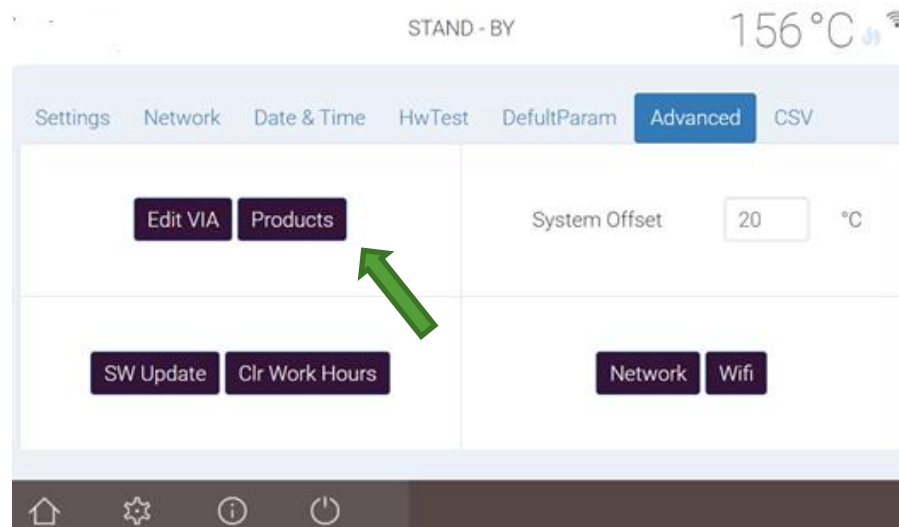 STAND - BY 156°C
Settings Network Date & Time HwTest DefultParam Advanced CSV
Edit VIA Products System Offset 20 °C
SW Update Clr Work Hours Network Wifi